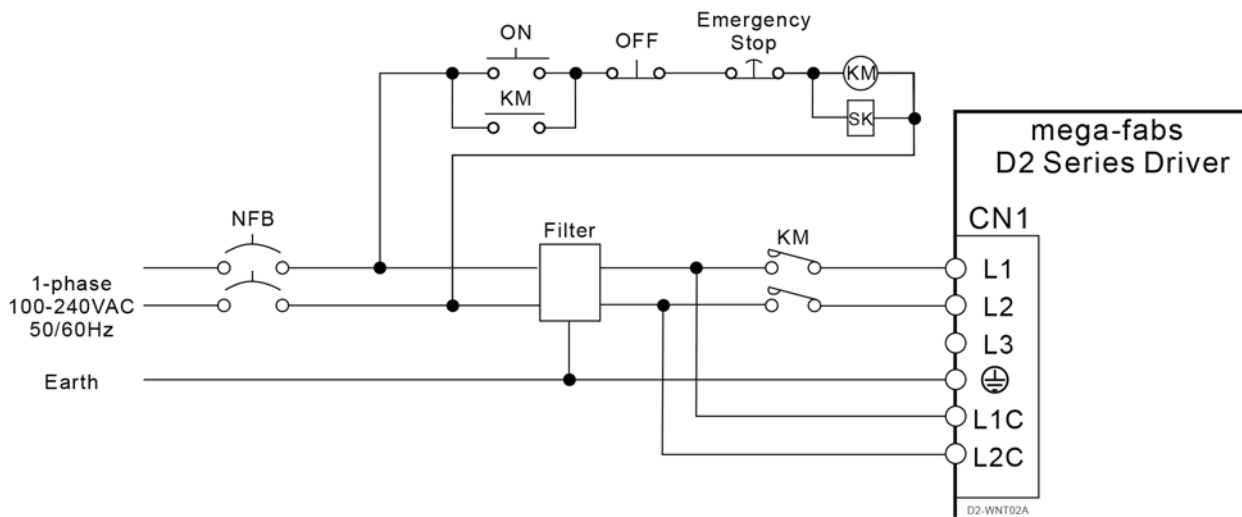 ON
OFF
Emergency
Stop
KM
KM
SK
mega-fabs
D2 Series Driver
CN1
NFB
Filter
KM
1-phase
100-240VAC
50/60Hz
Earth
L1
L2
L3
L1C
L2C
D2-WNT02A